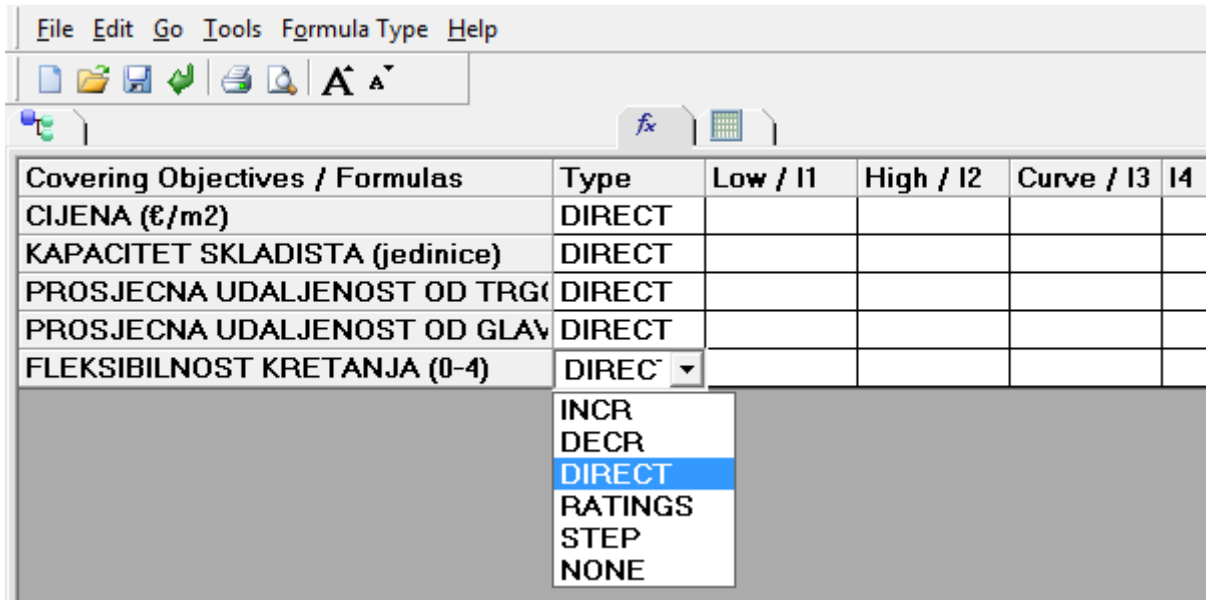 File Edit Go Tools Formula Type Help
A A
fx
Covering Objectives / Formulas Type Low / I1 High / I2 Curve / I3 I4
CIJENA (€/m2) DIRECT
KAPACITET SKLADISTA (jedinice) DIRECT
PROSJECNA UDALJENOST OD TRG DIRECT
PROSJECNA UDALJENOST OD GLAV DIRECT
FLEKSIBILNOST KRETANJA (0-4) DIREC
INCR
DECR
DIRECT
RATINGS
STEP
NONE